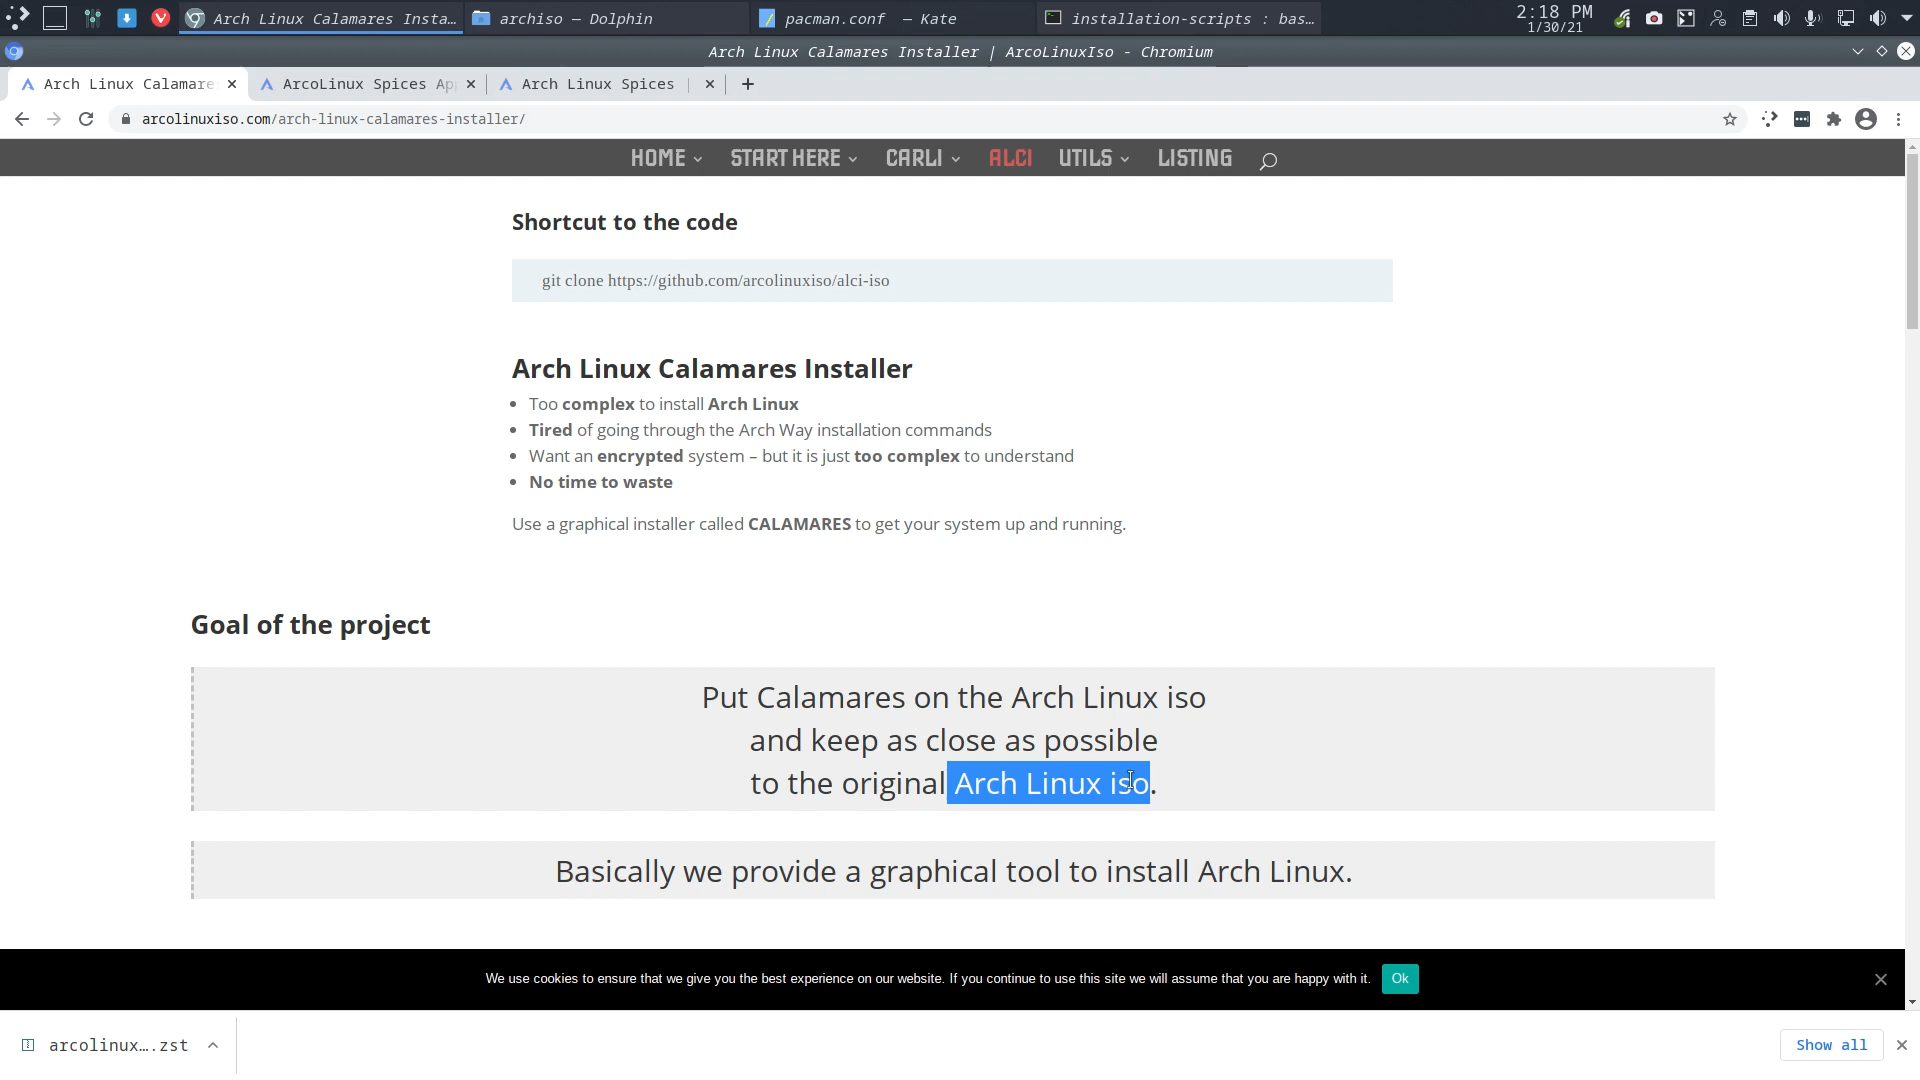 Arch Linux Calamares Insta...
archiso — Dolphin
pacman.conf — Kate
installation-scripts : bas...
2:18 PM
1/30/21
Arch Linux Calamares Installer | ArcoLinuxIso - Chromium
Arch Linux Calamare
ArcoLinux Spices Ap
Arch Linux Spices |
arcolinuxiso.com/arch-linux-calamares-installer/
HOME
START HERE
CARLI
ALCI
UTILS
LISTING
Shortcut to the code
git clone https://github.com/arcolinuxiso/alci-iso
Arch Linux Calamares Installer
• Too complex to install Arch Linux
• Tired of going through the Arch Way installation commands
• Want an encrypted system – but it is just too complex to understand
• No time to waste
Use a graphical installer called CALAMARES to get your system up and running.
Goal of the project
Put Calamares on the Arch Linux iso
and keep as close as possible
to the original Arch Linux iso.
Basically we provide a graphical tool to install Arch Linux.
We use cookies to ensure that we give you the best experience on our website. If you continue to use this site we will assume that you are happy with it.
Ok
arcolinux….zst
Show all